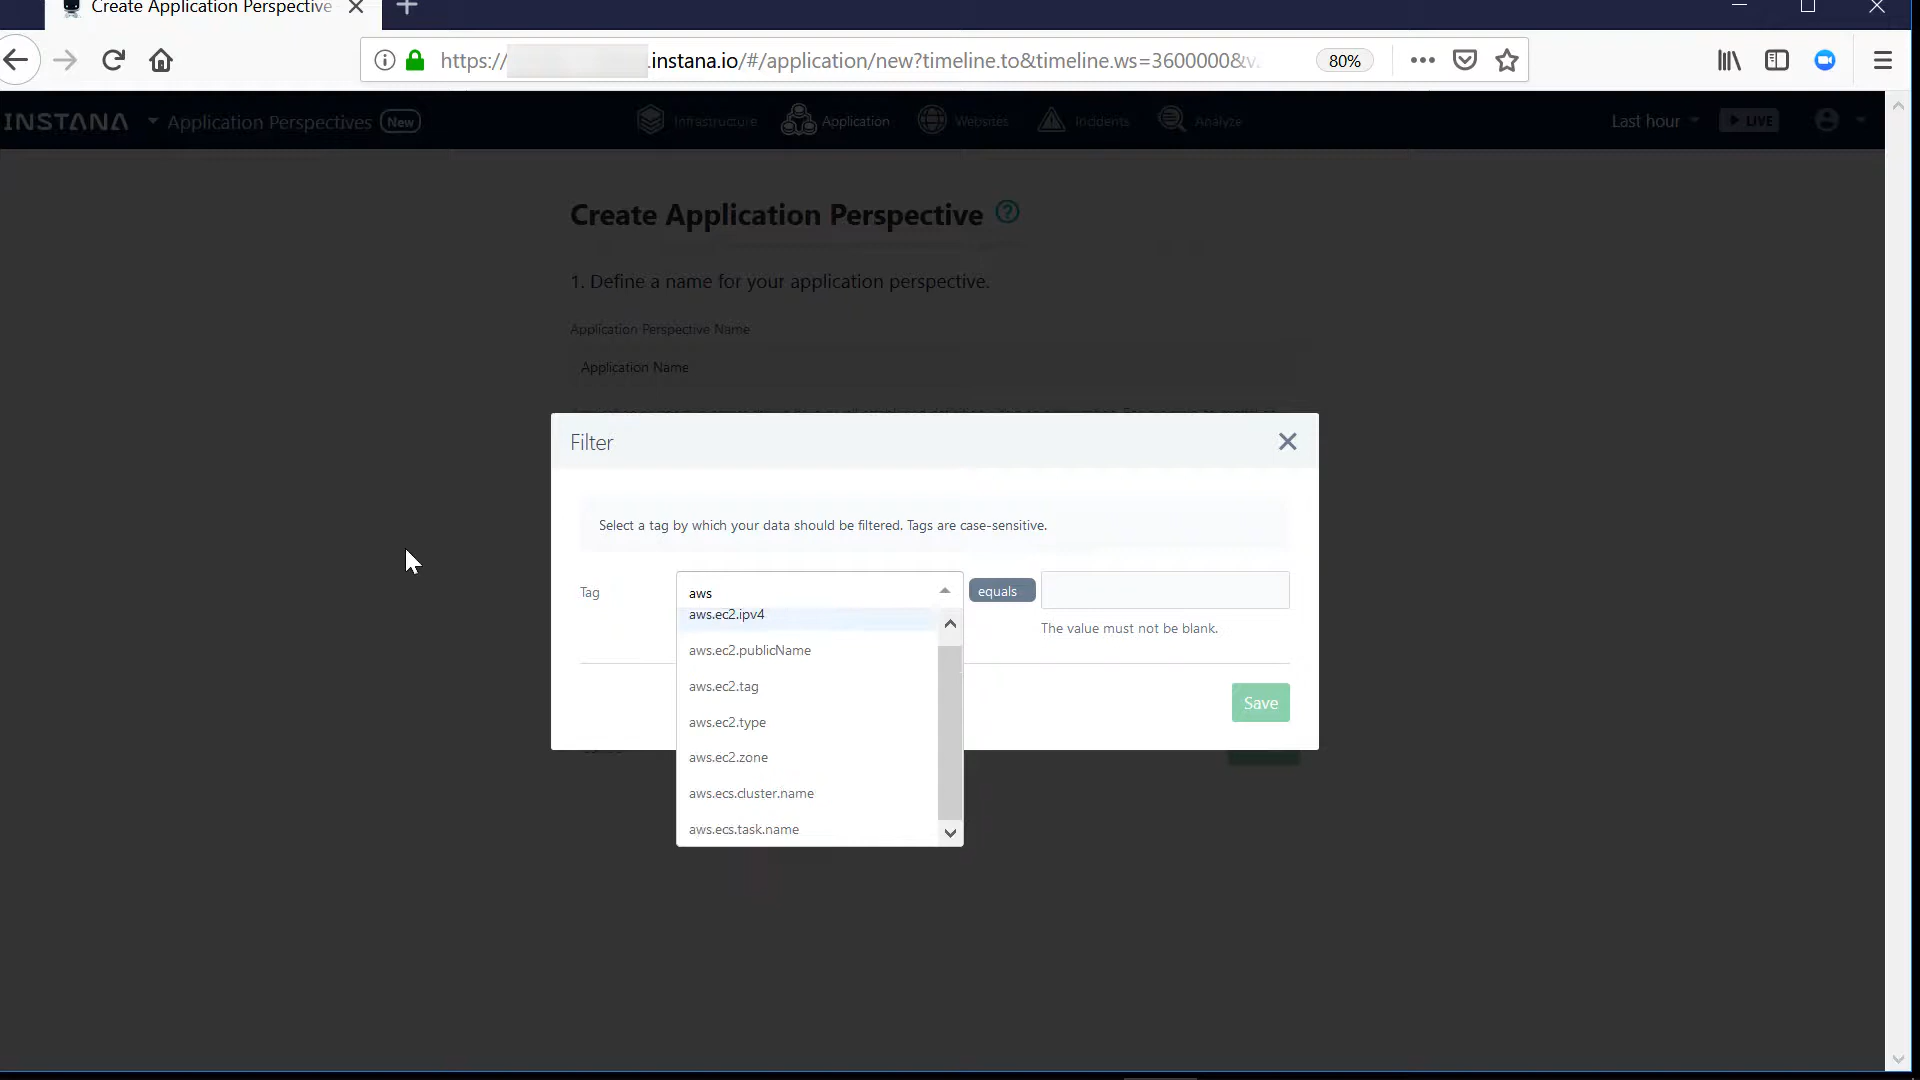 Create Application Perspective
https://
.instana.io/#/application/new?timeline.to&timeline.ws=3600000&v
80%
INSTANA
Application Perspectives
New
Infrastructure
Application
Websites
Incidents
Analyze
Last hour
LIVE
Create Application Perspective ?
1. Define a name for your application perspective.
Application Perspective Name
Application Name
Filter
Select a tag by which your data should be filtered. Tags are case-sensitive.
Tag
aws
equals
aws.ec2.ipv4
The value must not be blank.
aws.ec2.publicName
aws.ec2.tag
Save
aws.ec2.type
aws.ec2.zone
aws.ecs.cluster.name
aws.ecs.task.name